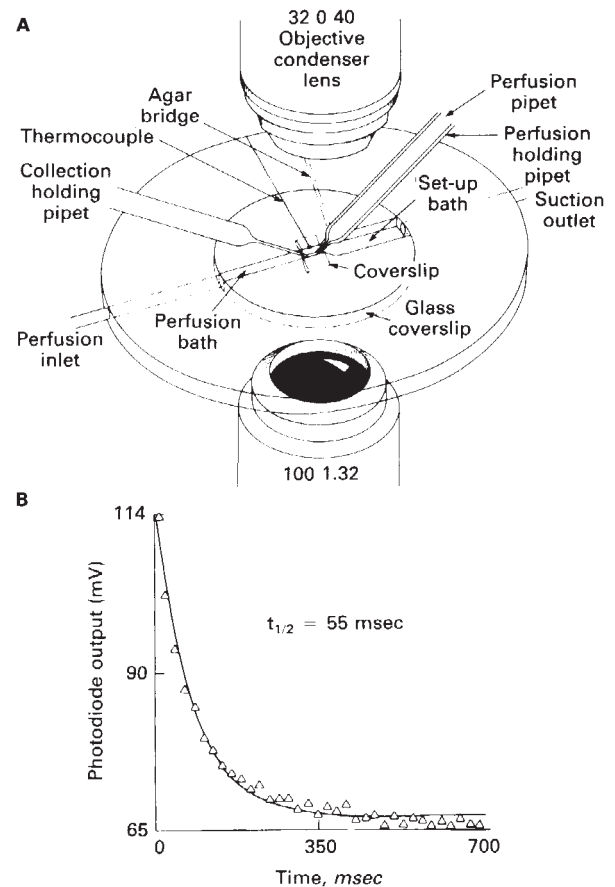 A
32 0 40
Objective
condenser
lens
Agar
bridge
Thermocouple
Collection
holding
pipet
Perfusion
pipet
Perfusion
holding
pipet
Set-up
bath
Suction
outlet
Coverslip
Glass
coverslip
Perfusion
bath
Perfusion
inlet
100 1.32
B
114
90
65
Photodiode output (mV)
t1/2 = 55 msec
0
350
700
Time, msec